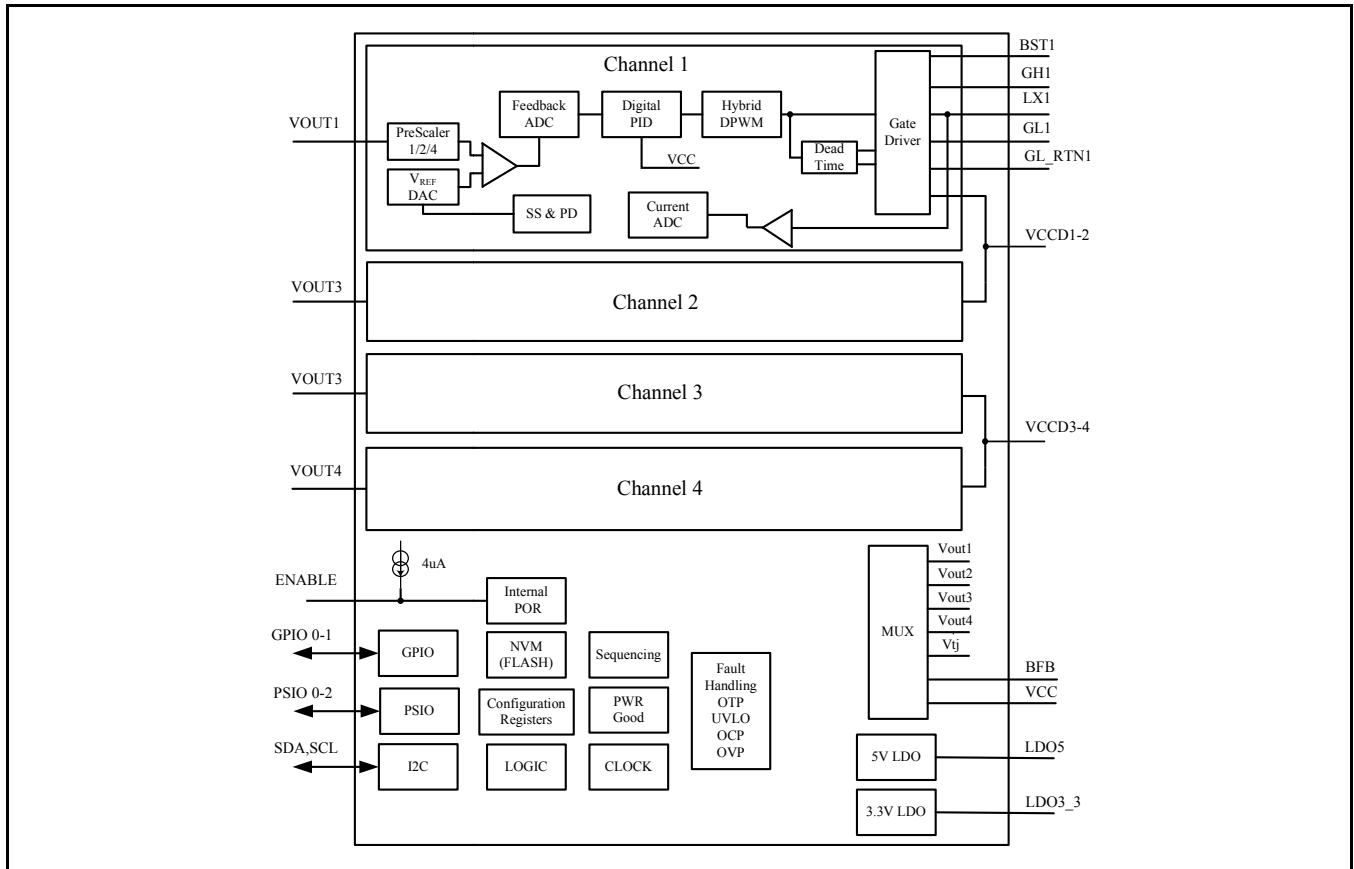 Channel 1
BST1
GH1
LX1
GL1
GL_RTN1
VOUT1
PreScaler
1/2/4
VREF
DAC
Feedback
ADC
Digital
PID
Hybrid
DPWM
VCC
Dead
Time
Gate
Driver
SS & PD
Current
ADC
VCCD1-2
VOUT3
Channel 2
VOUT3
Channel 3
VCCD3-4
VOUT4
Channel 4
4uA
ENABLE
Internal
POR
GPIO 0-1
GPIO
NVM
(FLASH)
Sequencing
PSIO 0-2
PSIO
Configuration
Registers
PWR
Good
SDA,SCL
I2C
LOGIC
CLOCK
Fault
Handling
OTP
UVLO
OCP
OVP
MUX
Vout1
Vout2
Vout3
Vout4
Vtj
BFB
VCC
5V LDO
LDO5
3.3V LDO
LDO3_3